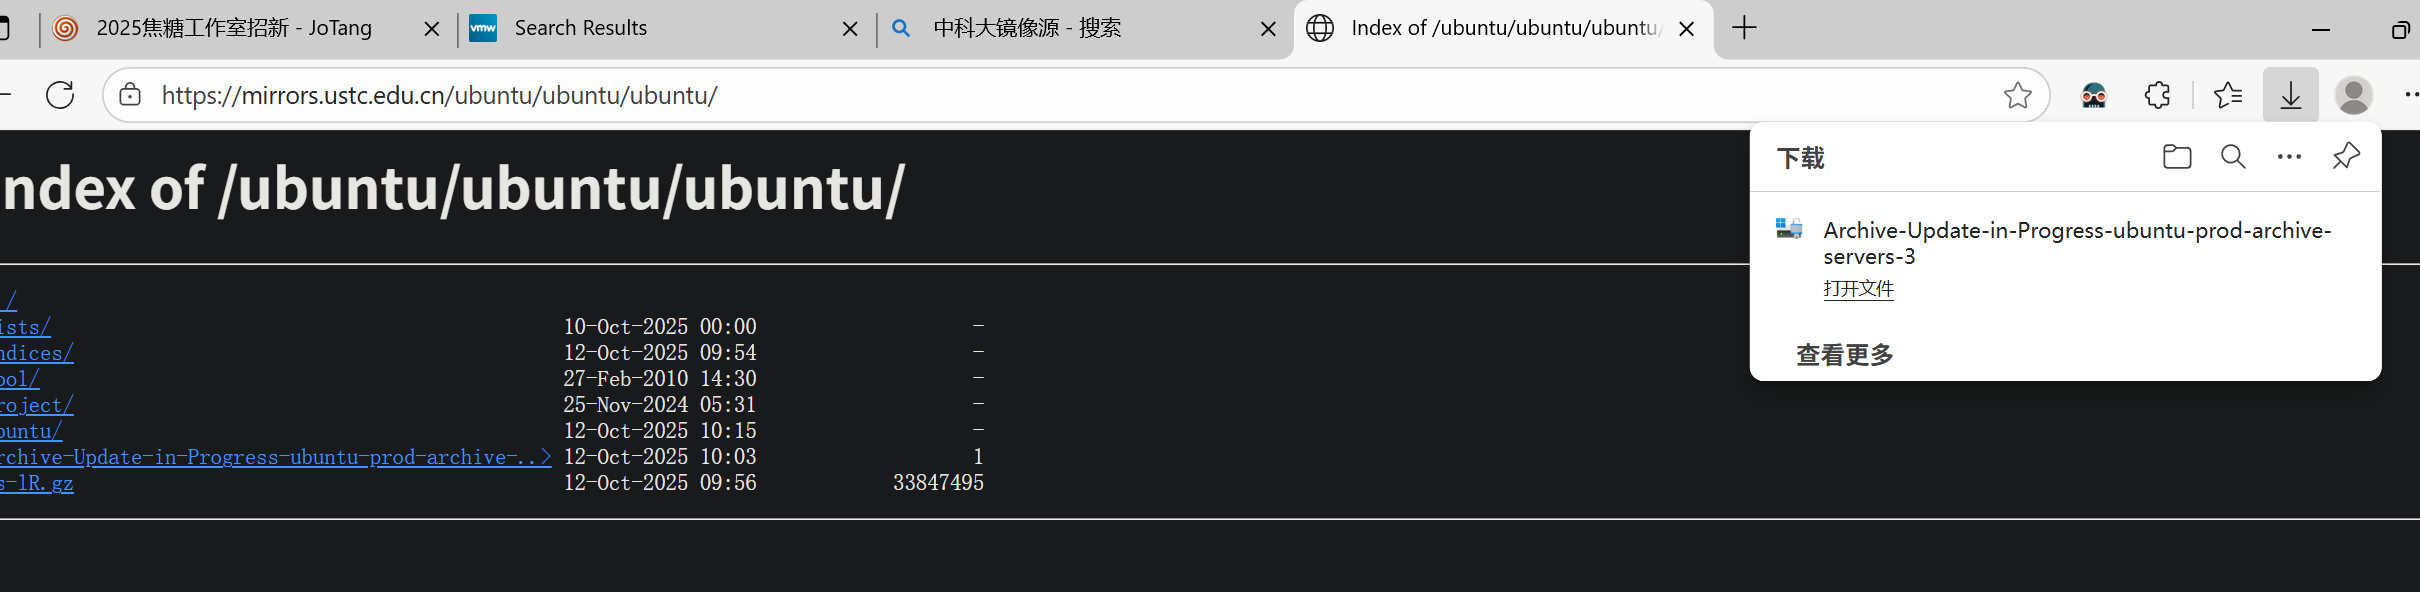 2025焦糖工作室招新 - JoTang
vmw Search Results
中科大镜像源 - 搜索
Index of /ubuntu/ubuntu/ubuntu/
https://mirrors.ustc.edu.cn/ubuntu/ubuntu/ubuntu/
ndex of /ubuntu/ubuntu/ubuntu/
下载
Archive-Update-in-Progress-ubuntu-prod-archive-
servers-3
打开文件
查看更多
./
ists/ 10-Oct-2025 00:00 -
ndices/ 12-Oct-2025 09:54 -
ool/ 27-Feb-2010 14:30 -
roject/ 25-Nov-2024 05:31 -
buntu/ 12-Oct-2025 10:15 -
rchive-Update-in-Progress-ubuntu-prod-archive-..> 12-Oct-2025 10:03 1
s-lR.gz 12-Oct-2025 09:56 33847495